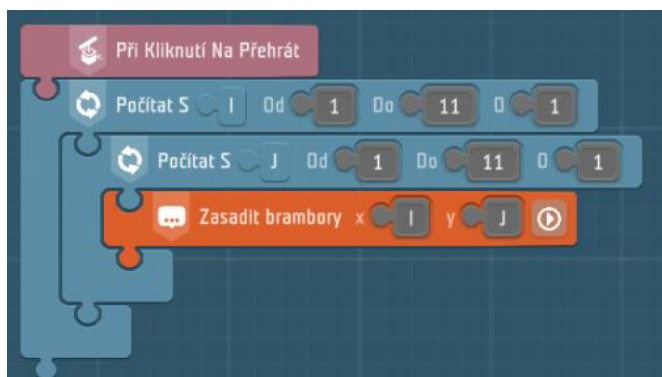 Při Kliknutí Na Přehrát
Počítat S I Od 1 Do 11 O 1
Počítat S J Od 1 Do 11 O 1
Zasadit brambory x I y J